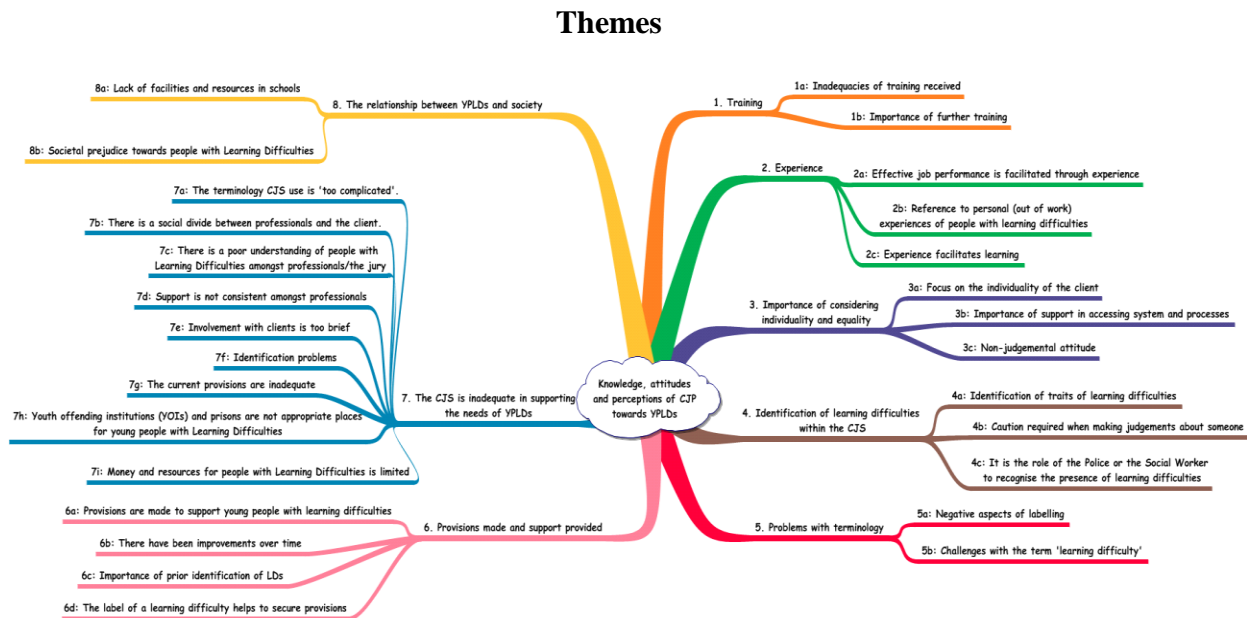 Themes
Knowledge, attitudes
and perceptions of CJP
towards YPLDs
1. Training
1a: Inadequacies of training received
1b: Importance of further training
2. Experience
2a: Effective job performance is facilitated through experience
2b: Reference to personal (out of work)
experiences of people with learning difficulties
2c: Experience facilitates learning
3. Importance of considering
individuality and equality
3a: Focus on the individuality of the client
3b: Importance of support in accessing system and processes
3c: Non-judgemental attitude
4. Identification of learning difficulties
within the CJS
4a: Identification of traits of learning difficulties
4b: Caution required when making judgements about someone
4c: It is the role of the Police or the Social Worker
to recognise the presence of learning difficulties
5. Problems with terminology
5a: Negative aspects of labelling
5b: Challenges with the term 'learning difficulty'
6. Provisions made and support provided
6a: Provisions are made to support young people with learning difficulties
6b: There have been improvements over time
6c: Importance of prior identification of LDs
6d: The label of a learning difficulty helps to secure provisions
7. The CJS is inadequate in supporting
the needs of YPLDs
7a: The terminology CJS use is 'too complicated'.
7b: There is a social divide between professionals and the client.
7c: There is a poor understanding of people with
Learning Difficulties amongst professionals/the jury
7d: Support is not consistent amongst professionals
7e: Involvement with clients is too brief
7f: Identification problems
7g: The current provisions are inadequate
7h: Youth offending institutions (YOIs) and prisons are not appropriate places
for young people with Learning Difficulties
7i: Money and resources for people with Learning Difficulties is limited
8. The relationship between YPLDs and society
8a: Lack of facilities and resources in schools
8b: Societal prejudice towards people with Learning Difficulties